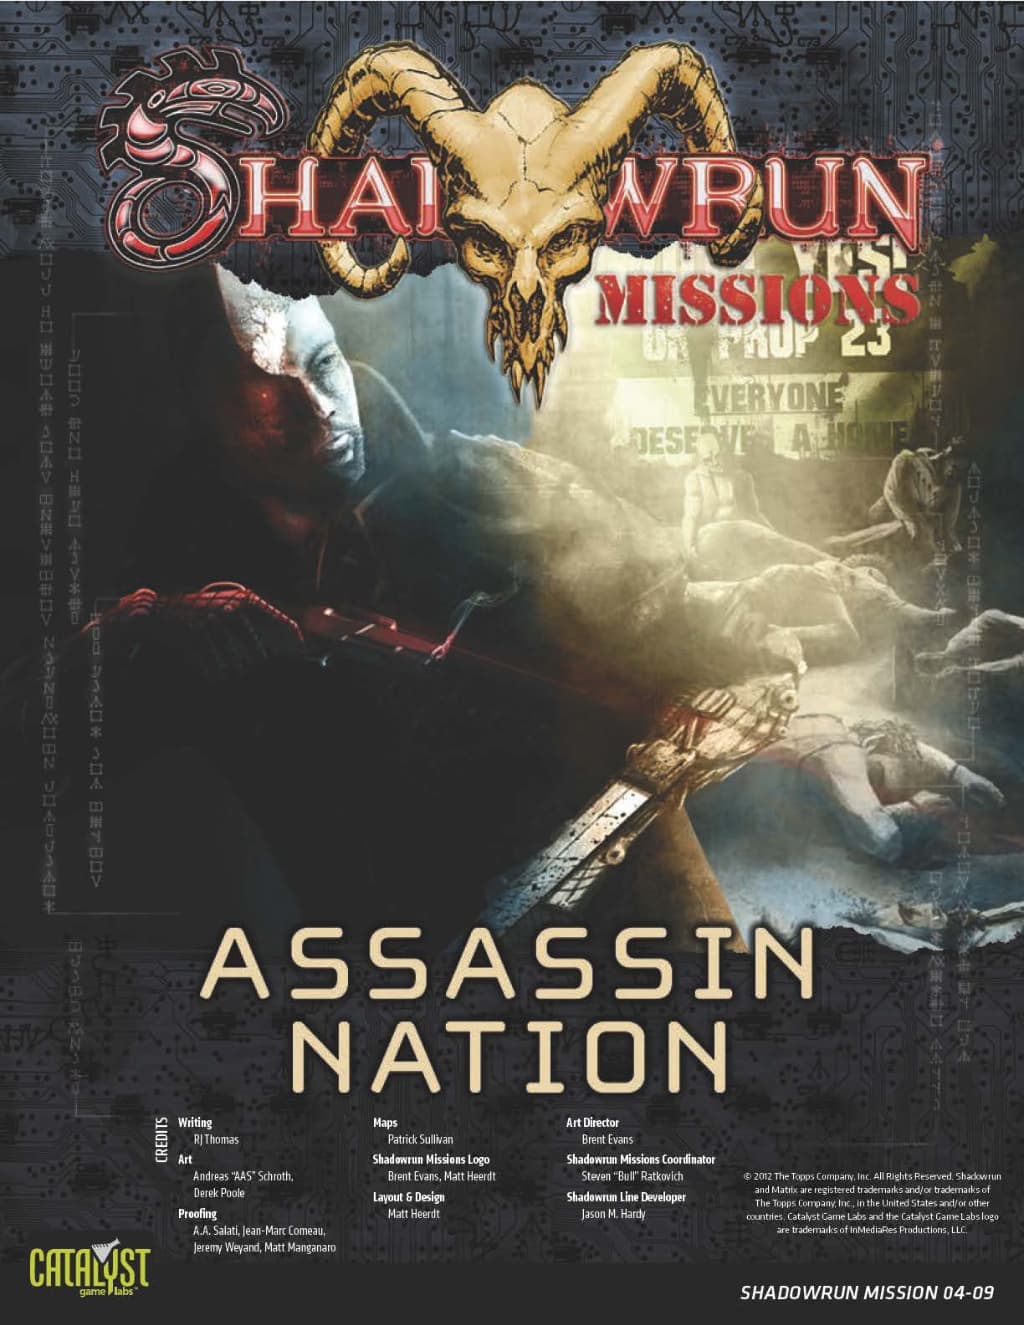 SHADOWRUN
MISSIONS
YES!
ON PROP 23
EVERYONE
DESERVES A HOME
ASSASSIN
NATION
CREDITS
Writing
RJ Thomas
Art
Andreas “AAS” Schroth,
Derek Poole
Proofing
A.A. Salati, Jean-Marc Comeau,
Jeremy Weyand, Matt Manganaro
Maps
Patrick Sullivan
Shadowrun Missions Logo
Brent Evans, Matt Heerdt
Layout & Design
Matt Heerdt
Art Director
Brent Evans
Shadowrun Missions Coordinator
Steven “Bull” Ratkovich
Shadowrun Line Developer
Jason M. Hardy
© 2012 The Topps Company, Inc. All Rights Reserved. Shadowrun
and Matrix are registered trademarks and/or trademarks of
The Topps Company, Inc., in the United States and/or other
countries. Catalyst Game Labs and the Catalyst Game Labs logo
are trademarks of InMediaRes Productions, LLC.
CATALYST
game labs™
SHADOWRUN MISSION 04-09